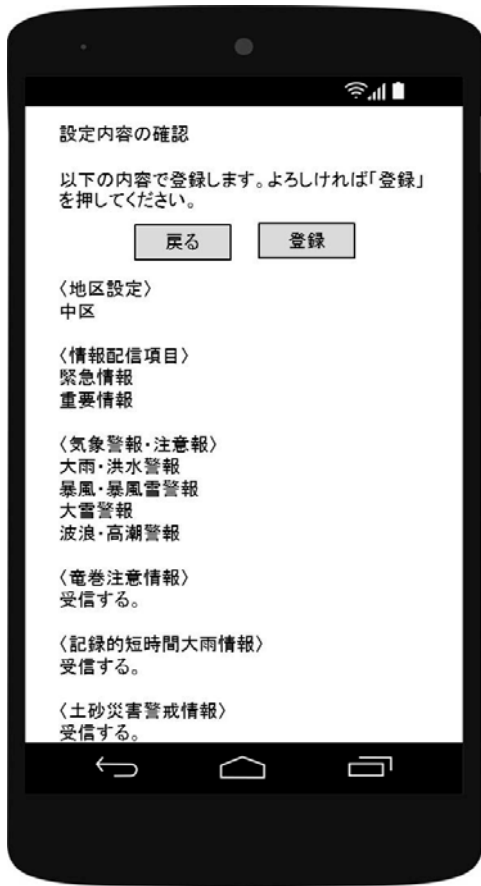 設定内容の確認
以下の内容で登録します。よろしければ「登録」
を押してください。
戻る
登録
〈地区設定〉
中区
〈情報配信項目〉
緊急情報
重要情報
〈気象警報・注意報〉
大雨・洪水警報
暴風・暴風雪警報
大雪警報
波浪・高潮警報
〈竜巻注意情報〉
受信する。
〈記録的短時間大雨情報〉
受信する。
〈土砂災害警戒情報〉
受信する。